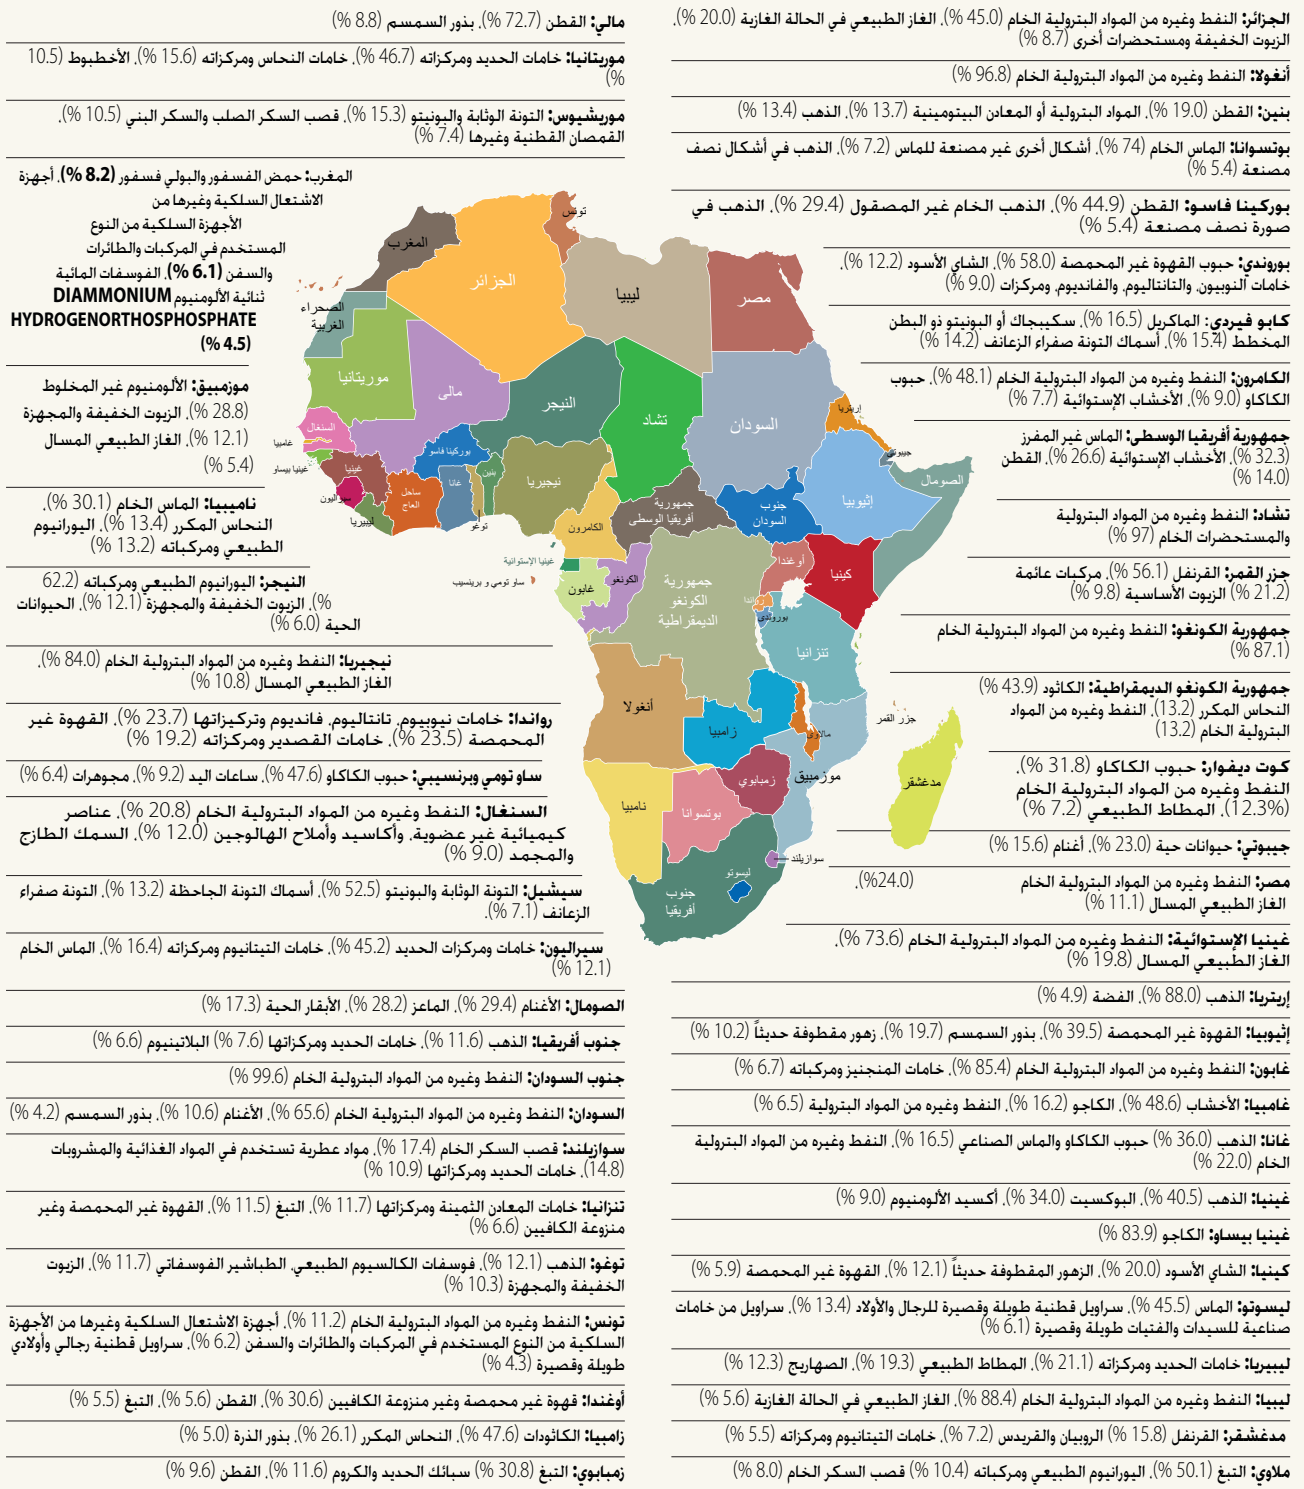 الجزائر: النفط وغيره من المواد البترولية الخام (45.0 %)، الغاز الطبيعي في الحالة الغازية (20.0 %)،
الزيوت الخفيفة ومستحضرات أخرى (8.7 %)
أنغولا: النفط وغيره من المواد البترولية الخام (96.8 %)
بنين: القطن (19.0 %)، المواد البترولية أو المعادن البيتومينية (13.7 %)، الذهب (13.4 %)
بوتسوانا: الماس الخام (74 %)، أشكال أخرى غير مصنعة للماس (7.2 %)، الذهب في أشكال نصف
مصنعة (5.4 %)
بوركينا فاسو: القطن (44.9 %)، الذهب الخام غير المصقول (29.4 %)، الذهب في
صورة نصف مصنعة (5.4 %)
بوروندي: حبوب القهوة غير المحمصة (58.0 %)، الشاي الأسود (12.2 %)،
خامات النوبيون، والتانتاليوم، والفانديوم، ومركزات (9.0 %)
كابو فيردي: الماكريل (16.5 %)، سكيبجاك أو البونيتو ذو البطن
المخطط (15.4 %)، أسماك التونة صفراء الزعانف (14.2 %)
الكامرون: النفط وغيره من المواد البترولية الخام (48.1 %)، حبوب
الكاكاو (9.0 %)، الأخشاب الإستوائية (7.7 %)
جمهورية أفريقيا الوسطى: الماس غير المفرز
(32.3 %)، الأخشاب الإستوائية (26.6 %)، القطن
(14.0 %)
تشاد: النفط وغيره من المواد البترولية
والمستحضرات الخام (97 %)
جزر القمر: القرنفل (56.1 %)، مركبات عائمة
(21.2 %) الزيوت الأساسية (9.8 %)
جمهورية الكونغو: النفط وغيره من المواد البترولية الخام
(87.1 %)
جمهورية الكونغو الديمقراطية: الكاثود (43.9 %)
النحاس المكرر (13.2)، النفط وغيره من المواد
البترولية الخام (13.2)
كوت ديفوار: حبوب الكاكاو (31.8 %)،
النفط وغيره من المواد البترولية الخام
(12.3%)، المطاط الطبيعي (7.2 %)
جيبوتي: حيوانات حية (23.0 %)، أغنام (15.6 %)
مصر: النفط وغيره من المواد البترولية الخام (24.0%)،
الغاز الطبيعي المسال (11.1 %)
غينيا الإستوائية: النفط وغيره من المواد البترولية الخام (73.6 %)،
الغاز الطبيعي المسال (19.8 %)
إريتريا: الذهب (88.0 %)، الفضة (4.9 %)
إثيوبيا: القهوة غير المحمصة (39.5 %)، بذور السمسم (19.7 %)، زهور مقطوفة حديثاً (10.2 %)
غابون: النفط وغيره من المواد البترولية الخام (85.4 %)، خامات المنجنيز ومركباته (6.7 %)
غامبيا: الأخشاب (48.6 %)، الكاجو (16.2 %)، النفط وغيره من المواد البترولية (6.5 %)
غانا: الذهب (36.0 %) حبوب الكاكاو والماس الصناعي (16.5 %)، النفط وغيره من المواد البترولية
الخام (22.0 %)
غينيا: الذهب (40.5 %)، البوكسيت (34.0 %)، أكسيد الألومنيوم (9.0 %)
غينيا بيساو: الكاجو (83.9 %)
كينيا: الشاي الأسود (20.0 %)، الزهور المقطوفة حديثاً (12.1 %)، القهوة غير المحمصة (5.9 %)
ليسوتو: الماس (45.5 %)، سراويل قطنية طويلة وقصيرة للرجال والأولاد (13.4 %)، سراويل من خامات
صناعية للسيدات والفتيات طويلة وقصيرة (6.1 %)
ليبيريا: خامات الحديد ومركزاته (21.1 %)، المطاط الطبيعي (19.3 %)، الصهاريج (12.3 %)
ليبيا: النفط وغيره من المواد البترولية الخام (88.4 %)، الغاز الطبيعي في الحالة الغازية (5.6 %)
مدغشقر: القرنفل (15.8 %) الروبيان والقريدس (7.2 %)، خامات التيتانيوم ومركزاته (5.5 %)
ملاوي: التبغ (50.1 %)، اليورانيوم الطبيعي ومركباته (10.4 %) قصب السكر الخام (8.0 %)
مالي: القطن (72.7 %)، بذور السمسم (8.8 %)
موريتانيا: خامات الحديد ومركزاته (46.7 %)، خامات النحاس ومركزاته (15.6 %)، الأخطبوط (10.5
%)
موريشيوس: التونة الوثابة والبونيتو (15.3 %)، قصب السكر الصلب والسكر البني (10.5 %)،
القمصان القطنية وغيرها (7.4 %)
المغرب: حمض الفسفور والبولي فسفور (8.2 %)، أجهزة
الاشتعال السلكية وغيرها من
الأجهزة السلكية من النوع
المستخدم في المركبات والطائرات
والسفن (6.1 %)، الفوسفات المائية
ثنائية الألومنيوم DIAMMONIUM
HYDROGENORTHOSPHOSPHATE
(4.5 %)
موزمبيق: الألومنيوم غير المخلوط
(28.8 %)، الزيوت الخفيفة والمجهزة
(12.1 %)، الغاز الطبيعي المسال
(5.4 %)
ناميبيا: الماس الخام (30.1 %)،
النحاس المكرر (13.4 %)، اليورانيوم
الطبيعي ومركباته (13.2 %)
النيجر: اليورانيوم الطبيعي ومركباته (62.2
%)، الزيوت الخفيفة والمجهزة (12.1 %)، الحيوانات
الحية (6.0 %)
نيجيريا: النفط وغيره من المواد البترولية الخام (84.0 %)،
الغاز الطبيعي المسال (10.8 %)
رواندا: خامات نيوبيوم، تانتاليوم، فانديوم وتركيزاتها (23.7 %)، القهوة غير
المحمصة (23.5 %)، خامات القصدير ومركزاته (19.2 %)
ساو تومي وبرنسيبي: حبوب الكاكاو (47.6 %)، ساعات اليد (9.2 %)، مجوهرات (6.4 %)
السنغال: النفط وغيره من المواد البترولية الخام (20.8 %)، عناصر
كيميائية غير عضوية، وأكاسيد وأملاح الهالوجين (12.0 %)، السمك الطازج
والمجمد (9.0 %)
سيشيل: التونة الوثابة والبونيتو (52.5 %)، أسماك التونة الجاحظة (13.2 %)، التونة صفراء
الزعانف (7.1 %)،
سيراليون: خامات ومركزات الحديد (45.2 %)، خامات التيتانيوم ومركزاته (16.4 %)، الماس الخام
(12.1 %)
الصومال: الأغنام (29.4 %)، الماعز (28.2 %)، الأبقار الحية (17.3 %)
جنوب أفريقيا: الذهب (11.6 %)، خامات الحديد ومركزاتها (7.6 %) البلاتينيوم (6.6 %)
جنوب السودان: النفط وغيره من المواد البترولية الخام (99.6 %)
السودان: النفط وغيره من المواد البترولية الخام (65.6 %)، الأغنام (10.6 %)، بذور السمسم (4.2 %)
سوازيلند: قصب السكر الخام (17.4 %)، مواد عطرية تستخدم في المواد الغذائية والمشروبات
(14.8)، خامات الحديد ومركزاتها (10.9 %)
تنزانيا: خامات المعادن الثمينة ومركزاتها (11.7 %)، التبغ (11.5 %)، القهوة غير المحمصة وغير
منزوعة الكافيين (6.6 %)
توغو: الذهب (12.1 %)، فوسفات الكالسيوم الطبيعي، الطباشير الفوسفاتي (11.7 %)، الزيوت
الخفيفة والمجهزة (10.3 %)
تونس: النفط وغيره من المواد البترولية الخام (11.2 %)، أجهزة الاشتعال السلكية وغيرها من الأجهزة
السلكية من النوع المستخدم في المركبات والطائرات والسفن (6.2 %)، سراويل قطنية رجالي وأولادي
طويلة وقصيرة (4.3 %)
أوغندا: قهوة غير محمصة وغير منزوعة الكافيين (30.6 %)، القطن (5.6 %)، التبغ (5.5 %)
زامبيا: الكاثودات (47.6 %)، النحاس المكرر (26.1 %)، بذور الذرة (5.0 %)
زمبابوي: التبغ (30.8 %) سبائك الحديد والكروم (11.6 %)، القطن (9.6 %)
تونس
المغرب
الجزائر
ليبيا
مصر
الصحراء
الغربية
موريتانيا
مالى
النيجر
تشاد
السودان
إريتريا
جيبوتي
الصومال
إثيوبيا
السنغال
غامبيا
غينيا بيساو
غينيا
سيراليون
ليبيريا
ساحل
العاج
بوركينا فاسو
غانا
توغو
بنين
نيجيريا
الكامرون
جمهورية
أفريقيا الوسطى
جنوب
السودان
غينيا الإستوائية
ساو تومي و برينسيب
غابون
الكونغو
جمهورية
الكونغو
الديمقراطية
أوغندا
كينيا
رواندا
بوروندي
تنزانيا
أنغولا
زامبيا
مالاوي
موزمبيق
جزر القمر
مدغشقر
زمبابوي
نامبيا
بوتسوانا
سوازيلند
ليسوتو
جنوب
أفريقيا